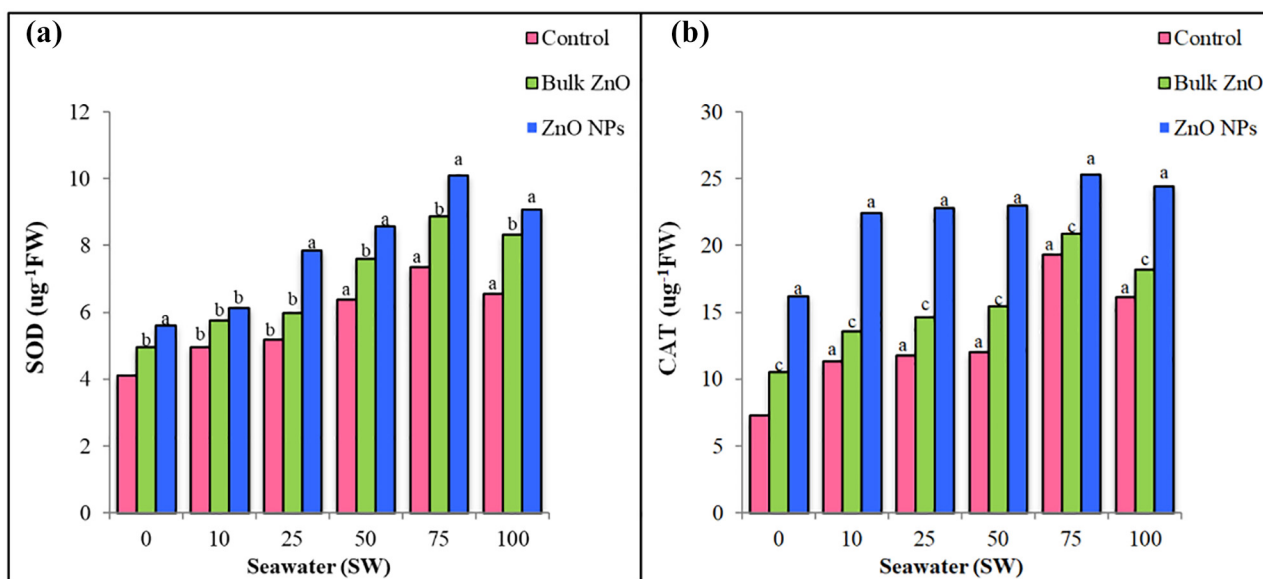 (a)
Control
Bulk ZnO
ZnO NPs
12
10
8
6
4
2
0
SOD (ug-1FW)
b a
b b b
b b a
a b a
a b a
a b a
0 10 25 50 75 100
Seawater (SW)
(b)
Control
Bulk ZnO
ZnO NPs
30
25
20
15
10
5
0
CAT (ug-1FW)
c a
a c a
a c a
a c a
a c a
a c a
0 10 25 50 75 100
Seawater (SW)